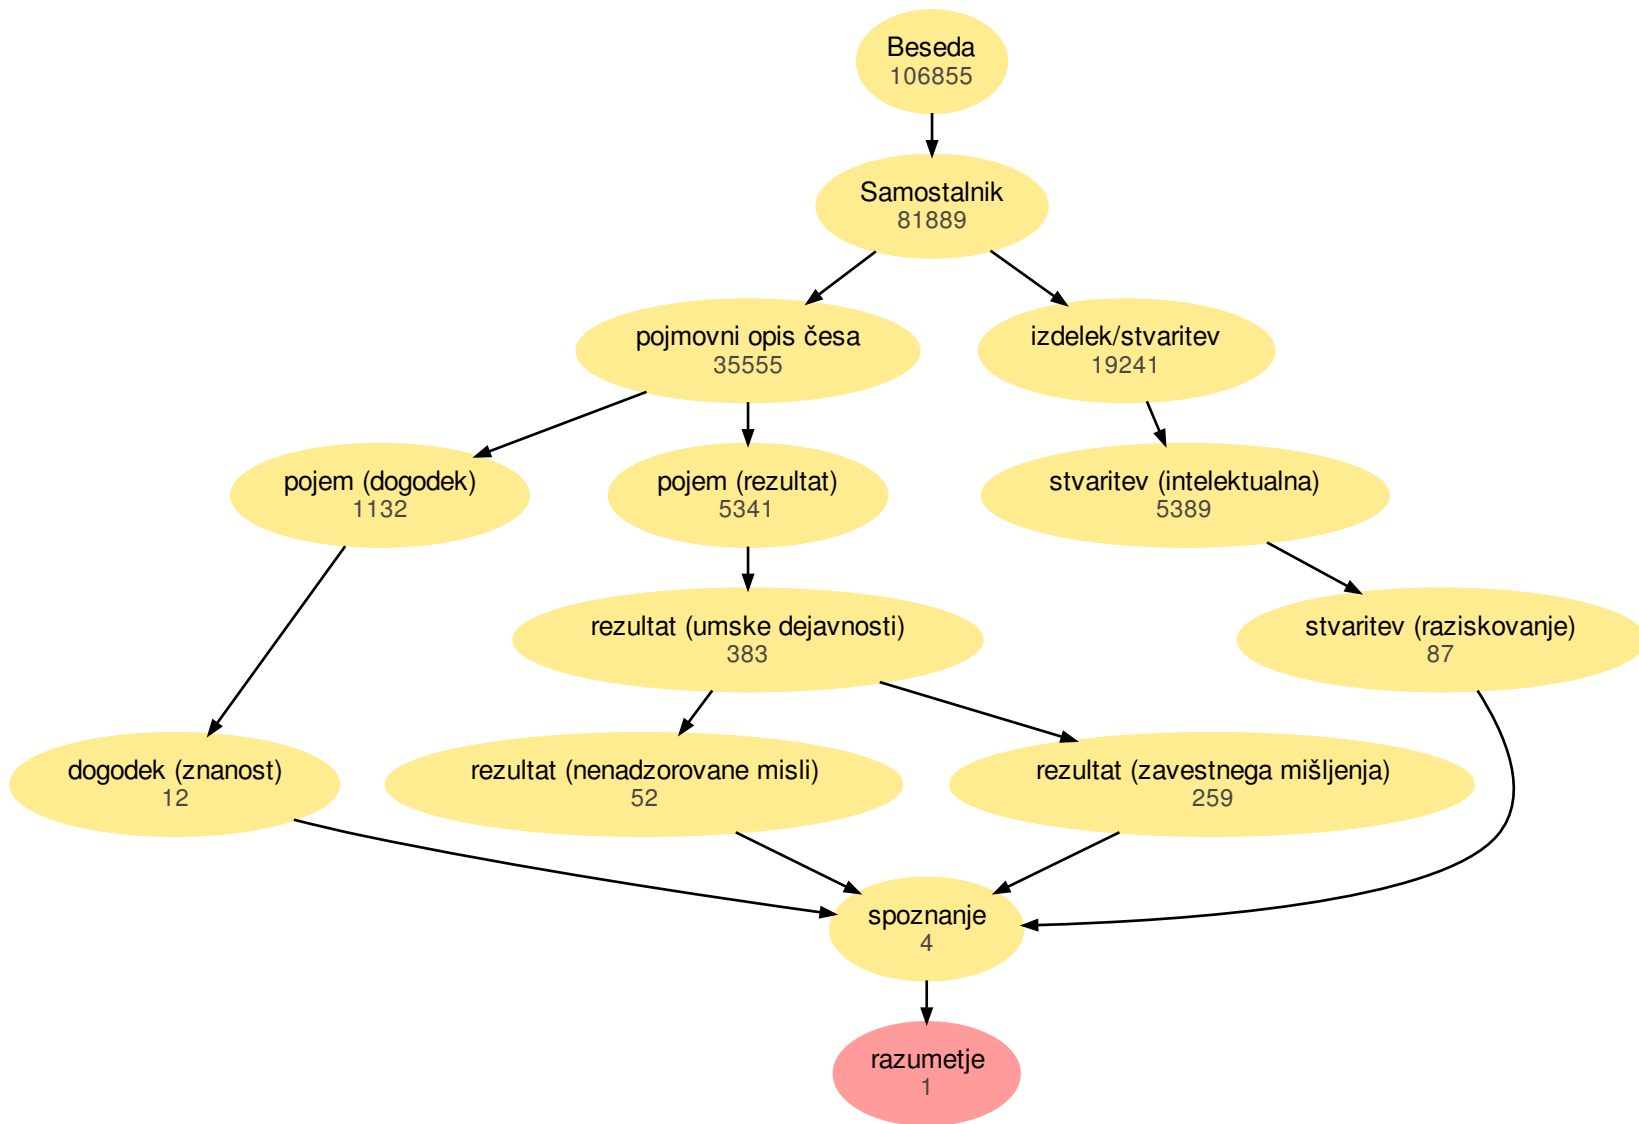 Beseda
106855
Samostalnik
81889
pojmovni opis česa
35555
izdelek/stvaritev
19241
pojem (dogodek)
1132
pojem (rezultat)
5341
stvaritev (intelektualna)
5389
rezultat (umske dejavnosti)
383
stvaritev (raziskovanje)
87
dogodek (znanost)
12
rezultat (nenadzorovane misli)
52
rezultat (zavestnega mišljenja)
259
spoznanje
4
razumetje
1